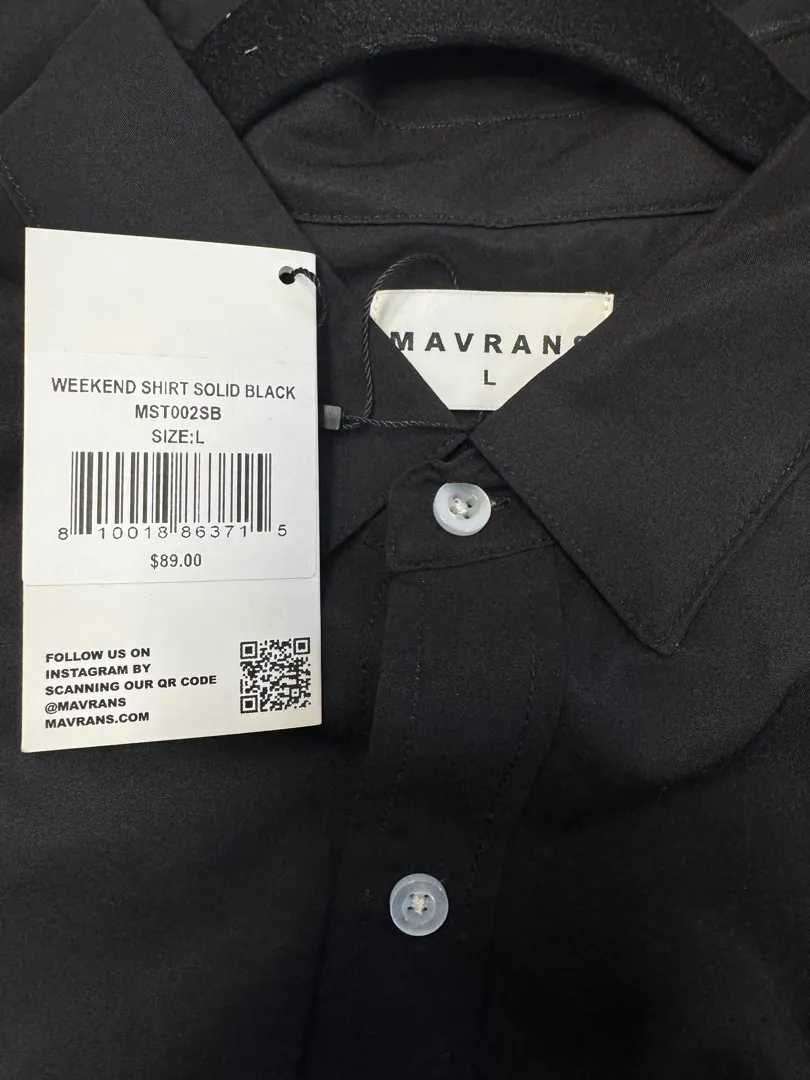 WEEKEND SHIRT SOLID BLACK
MST002SB
SIZE:L
8 10018 86371 5
$89.00
FOLLOW US ON
INSTAGRAM BY
SCANNING OUR QR CODE
@MAVRANS
MAVRANS.COM
MAVRANS
L